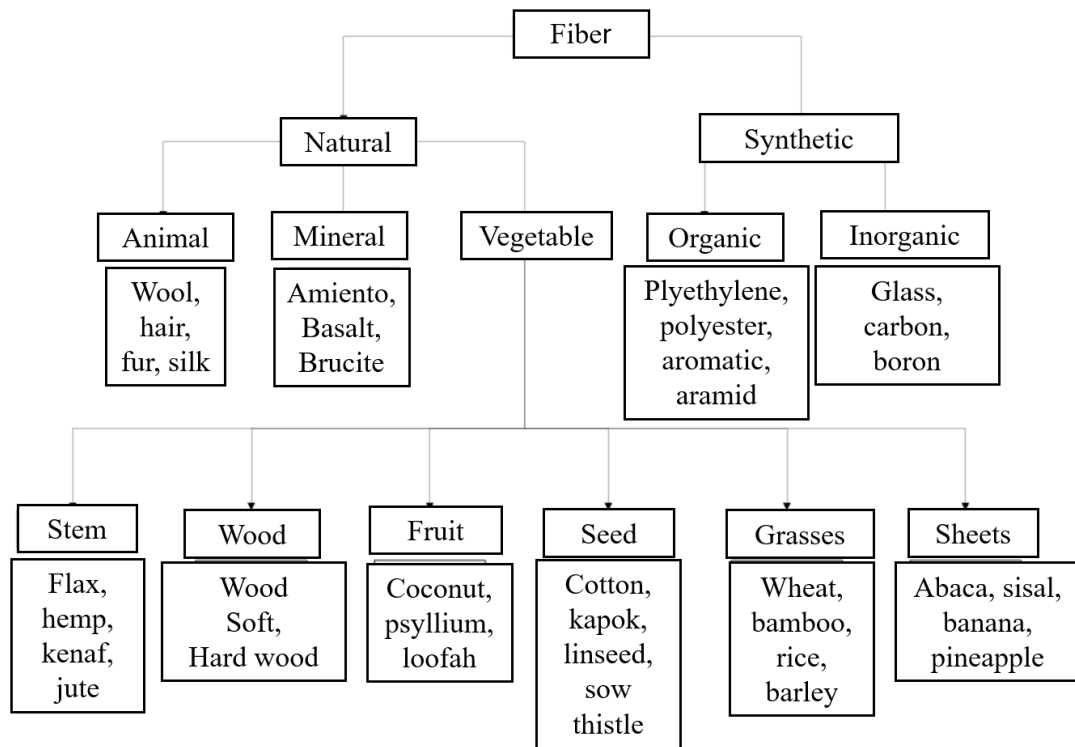 Fiber
Natural
Synthetic
Animal
Mineral
Vegetable
Organic
Inorganic
Wool,
hair,
fur, silk
Amiento,
Basalt,
Brucite
Plyethylene,
polyester,
aromatic,
aramid
Glass,
carbon,
boron
Stem
Wood
Fruit
Seed
Grasses
Sheets
Flax,
hemp,
kenaf,
jute
Wood
Soft,
Hard wood
Coconut,
psyllium,
loofah
Cotton,
kapok,
linseed,
sow
thistle
Wheat,
bamboo,
rice,
barley
Abaca, sisal,
banana,
pineapple